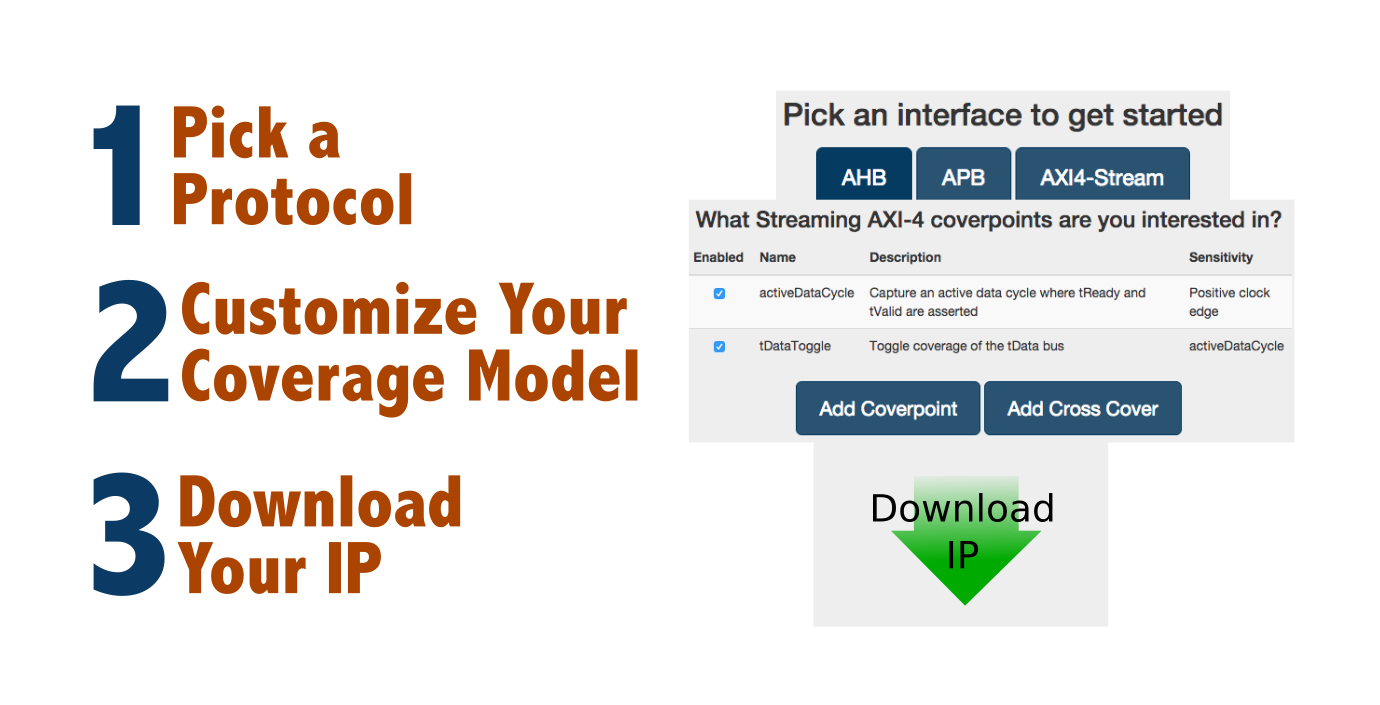 1 Pick a
Protocol
2 Customize Your
Coverage Model
3 Download
Your IP
Pick an interface to get started
AHB APB AXI4-Stream
What Streaming AXI-4 coverpoints are you interested in?
Enabled Name Description Sensitivity
activeDataCycle Capture an active data cycle where tReady and Positive clock
tValid are asserted edge
tDataToggle Toggle coverage of the tData bus activeDataCycle
Add Coverpoint Add Cross Cover
Download
IP